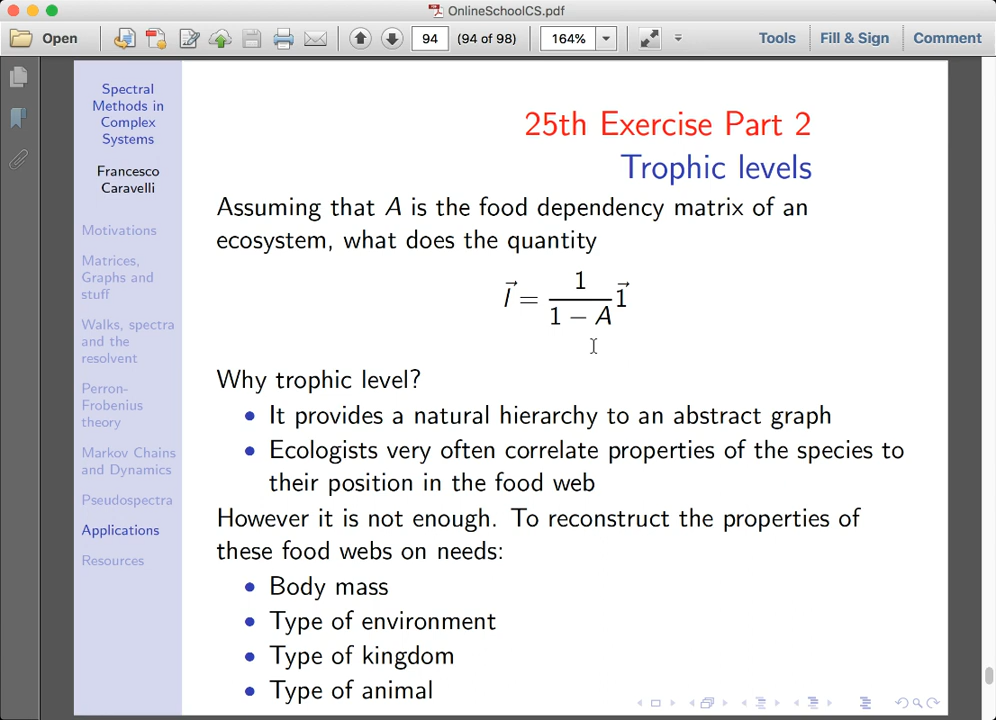 OnlineSchoolCS.pdf
Open
94
(94 of 98)
164%
Tools
Fill & Sign
Comment
Spectral
Methods in
Complex
Systems
Francesco
Caravelli
Motivations
Matrices,
Graphs and
stuff
Walks, spectra
and the
resolvent
Perron-
Frobenius
theory
Markov Chains
and Dynamics
Pseudospectra
Applications
Resources
25th Exercise Part 2
Trophic levels
Assuming that A is the food dependency matrix of an
ecosystem, what does the quantity
\vec{l} = \frac{1}{1 − A} \vec{1}
Why trophic level?
• It provides a natural hierarchy to an abstract graph
• Ecologists very often correlate properties of the species to
their position in the food web
However it is not enough. To reconstruct the properties of
these food webs on needs:
• Body mass
• Type of environment
• Type of kingdom
• Type of animal